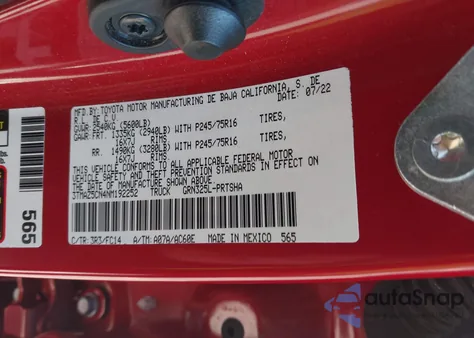 MFD.BY:TOYOTA MOTOR MANUFACTURING DE BAJA CALIFORNIA, S. DE
R.L. DE C.V. DATE: 07/22
GVWR: 2540KG (5600LB)
GAWR: FRT. 1335KG (2940LB) WITH P245/75R16 TIRES,
16X7J RIMS
RR. 1490KG (3280LB) WITH P245/75R16 TIRES,
16X7J RIMS
THIS VEHICLE CONFORMS TO ALL APPLICABLE FEDERAL MOTOR
VEHICLE SAFETY AND THEFT PREVENTION STANDARDS IN EFFECT ON
THE DATE OF MANUFACTURE SHOWN ABOVE.
3TMAZ5CN4NM192252 TRUCK GRN325L-PRTSHA
C/TR: 3R3/FC14 A/TM: A07A/AC60E MADE IN MEXICO 565
565
autoSnap